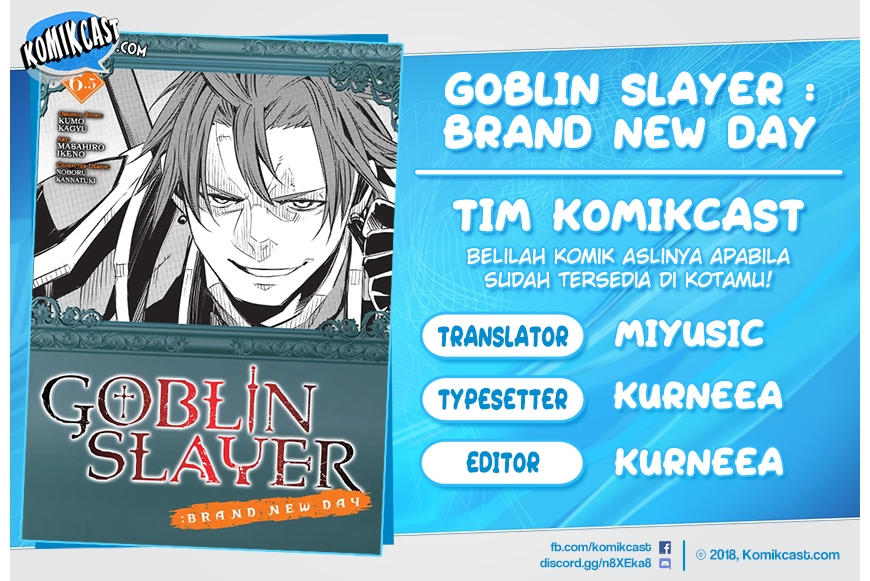 KOMIKCAST
.COM
6.5
ORIGINAL STORY:
KUMO
KAGYU
ART:
MASAHIRO
IKENO
CHARACTER DESIGN:
NOBORU
KANNATUKI
GOBLIN
SLAYER
:BRAND NEW DAY
GOBLIN SLAYER :
BRAND NEW DAY
TIM KOMIKCAST
BELILAH KOMIK ASLINYA APABILA
SUDAH TERSEDIA DI KOTAMU!
TRANSLATOR MIYUSIC
TYPESETTER KURNEEA
EDITOR KURNEEA
fb.com/komikcast
discord.gg/n8XEka8
© 2018, Komikcast.com